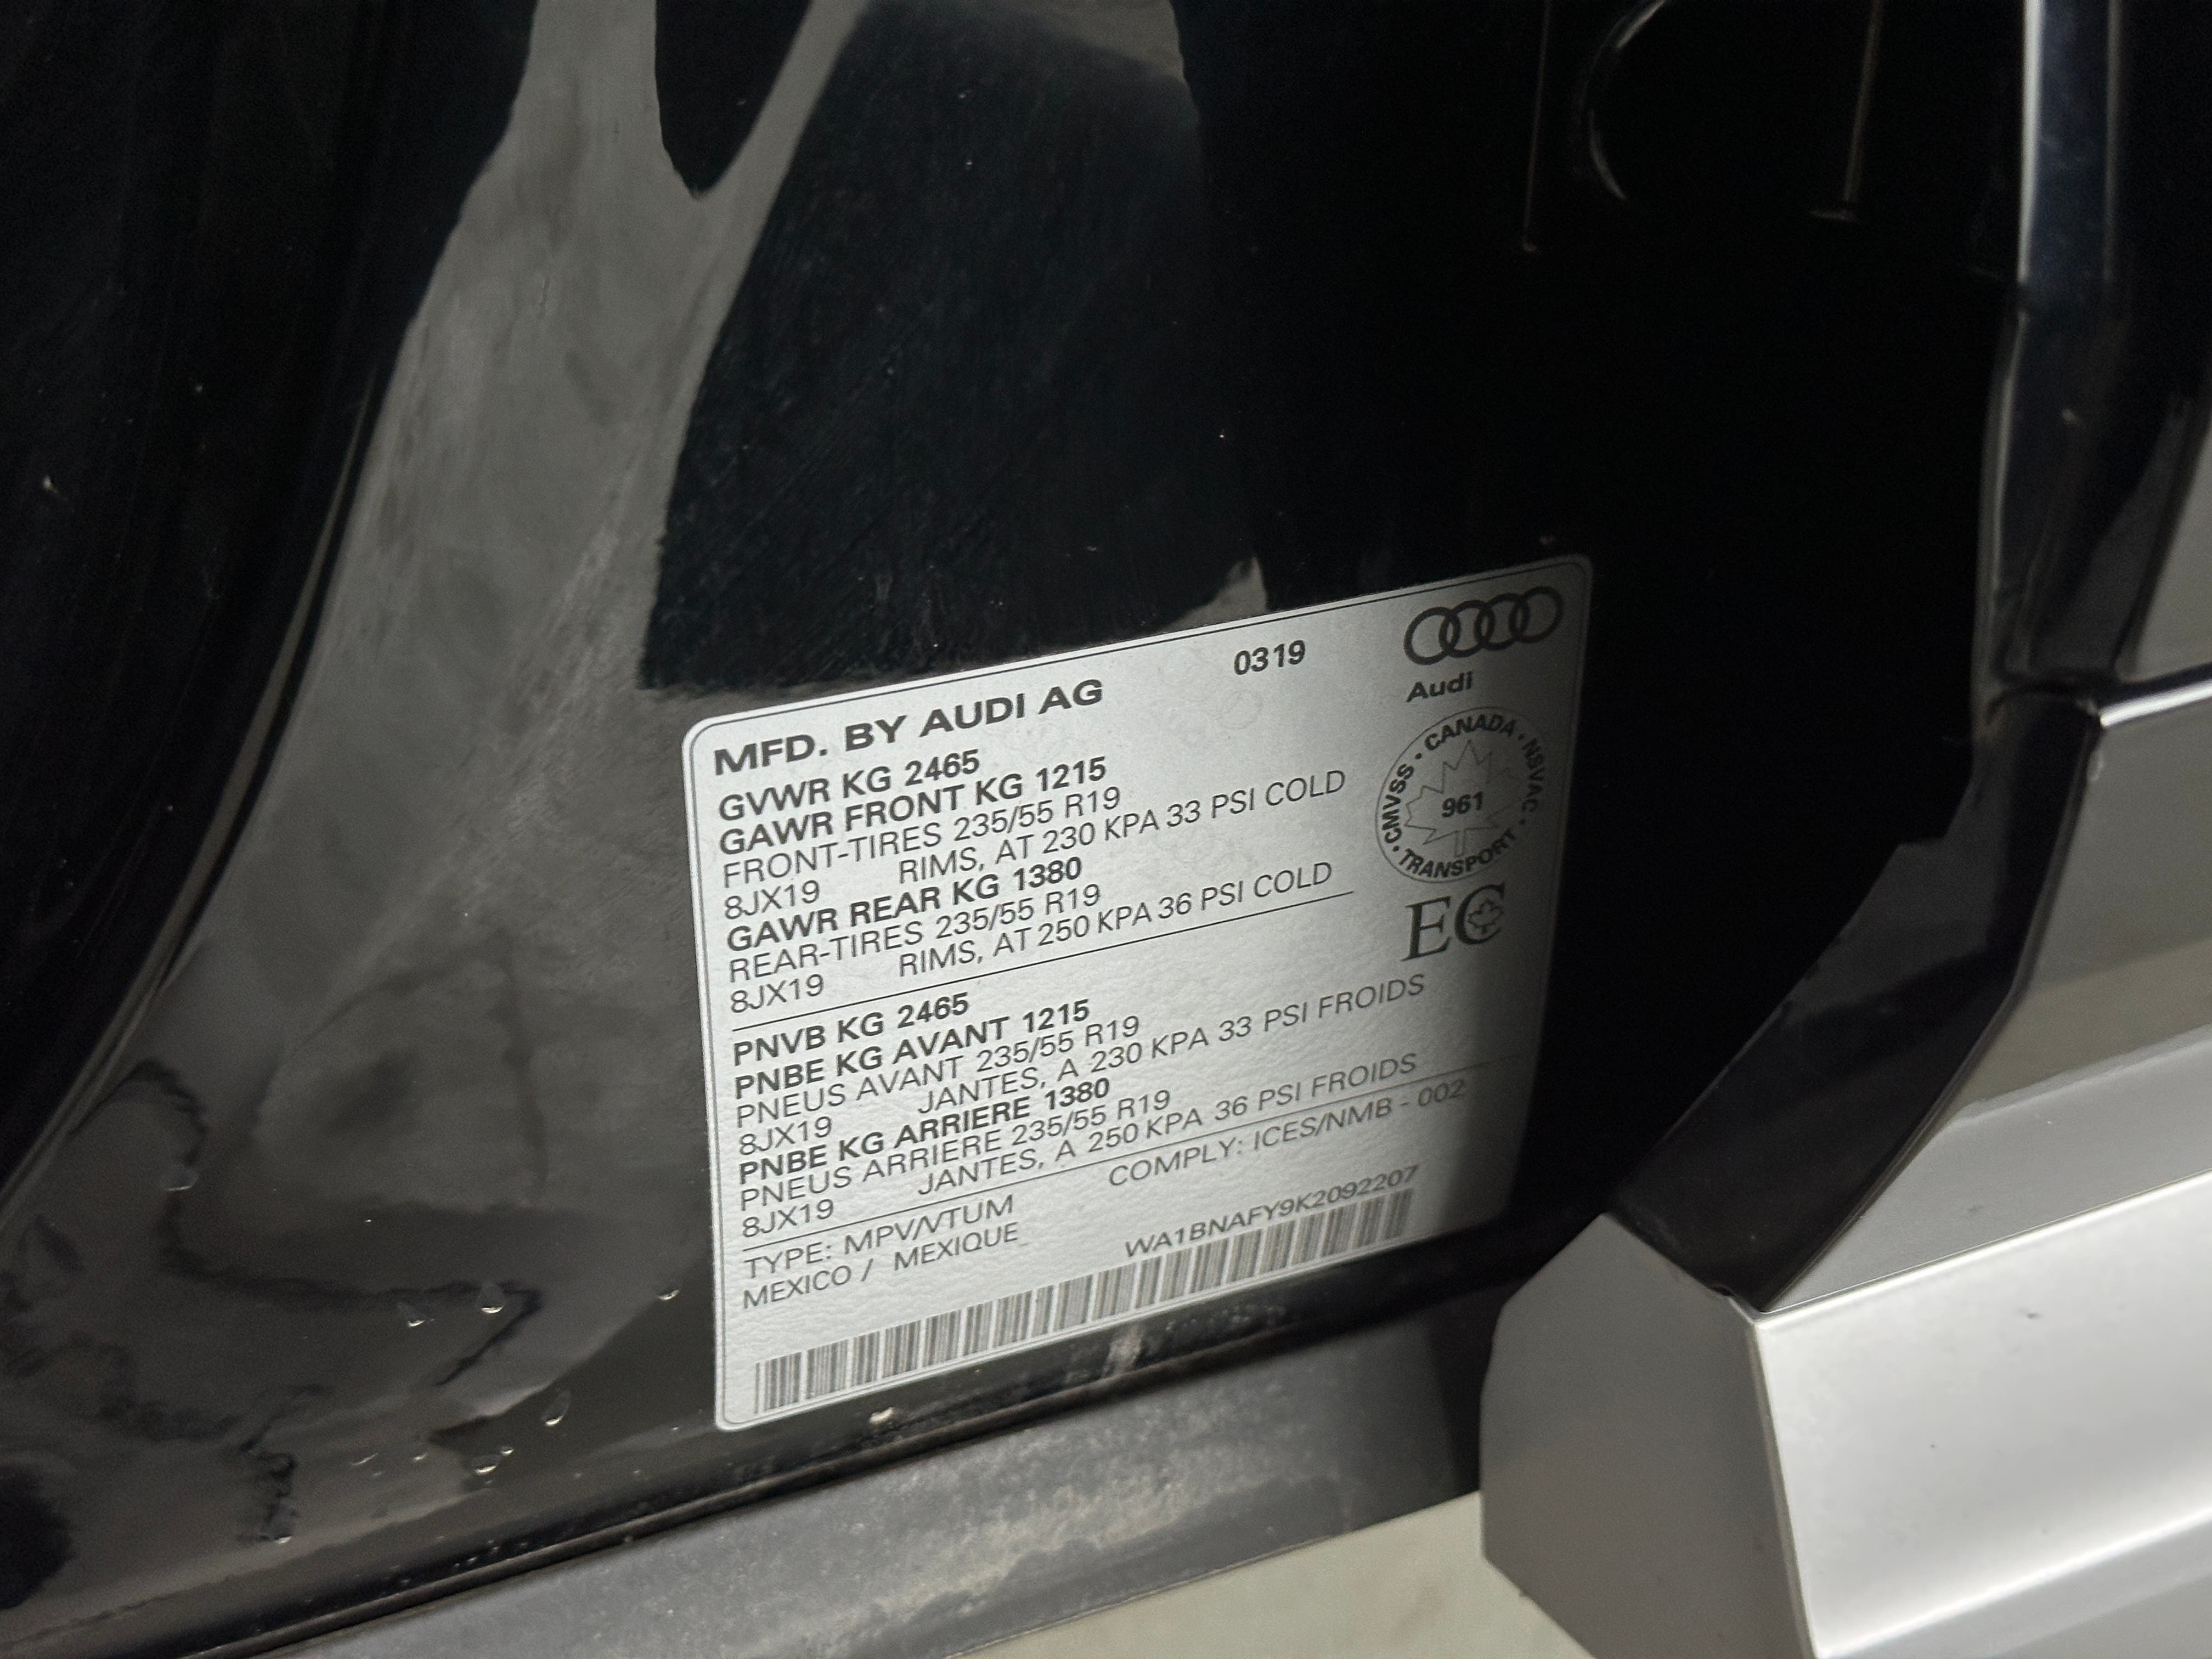 MFD. BY AUDI AG 0319
Audi
GVWR KG 2465
GAWR FRONT KG 1215
FRONT-TIRES 235/55 R19
8JX19 RIMS, AT 230 KPA 33 PSI COLD
GAWR REAR KG 1380
REAR-TIRES 235/55 R19
8JX19 RIMS, AT 250 KPA 36 PSI COLD
CANADA · NSVAC · TRANSPORT · CMVSS ·
961
EC
PNVB KG 2465
PNBE KG AVANT 1215
PNEUS AVANT 235/55 R19
8JX19 JANTES, A 230 KPA 33 PSI FROIDS
PNBE KG ARRIERE 1380
PNEUS ARRIERE 235/55 R19
8JX19 JANTES, A 250 KPA 36 PSI FROIDS
TYPE: MPV/VTUM COMPLY: ICES/NMB - 002
MEXICO / MEXIQUE
WA1BNAFY9K2092207